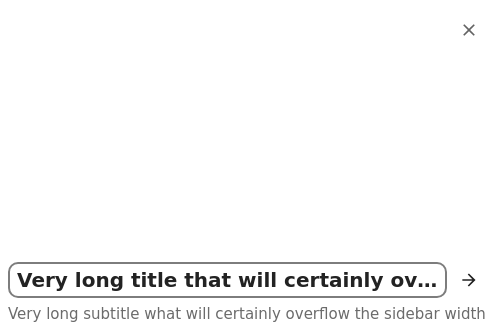 Very long title that will certainly ov…
Very long subtitle what will certainly overflow the sidebar width